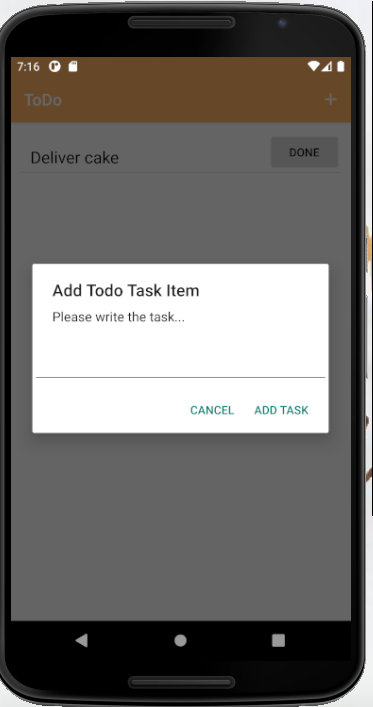 7:16
ToDo
+
Deliver cake
DONE
Add Todo Task Item
Please write the task...
CANCEL
ADD TASK